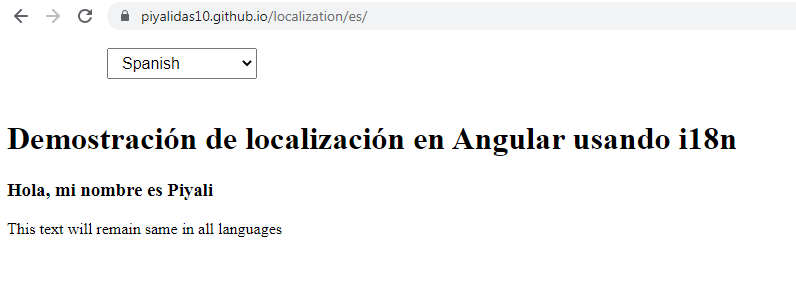 piyalidas10.github.io/localization/es/
Spanish
Demostración de localización en Angular usando i18n
Hola, mi nombre es Piyali
This text will remain same in all languages